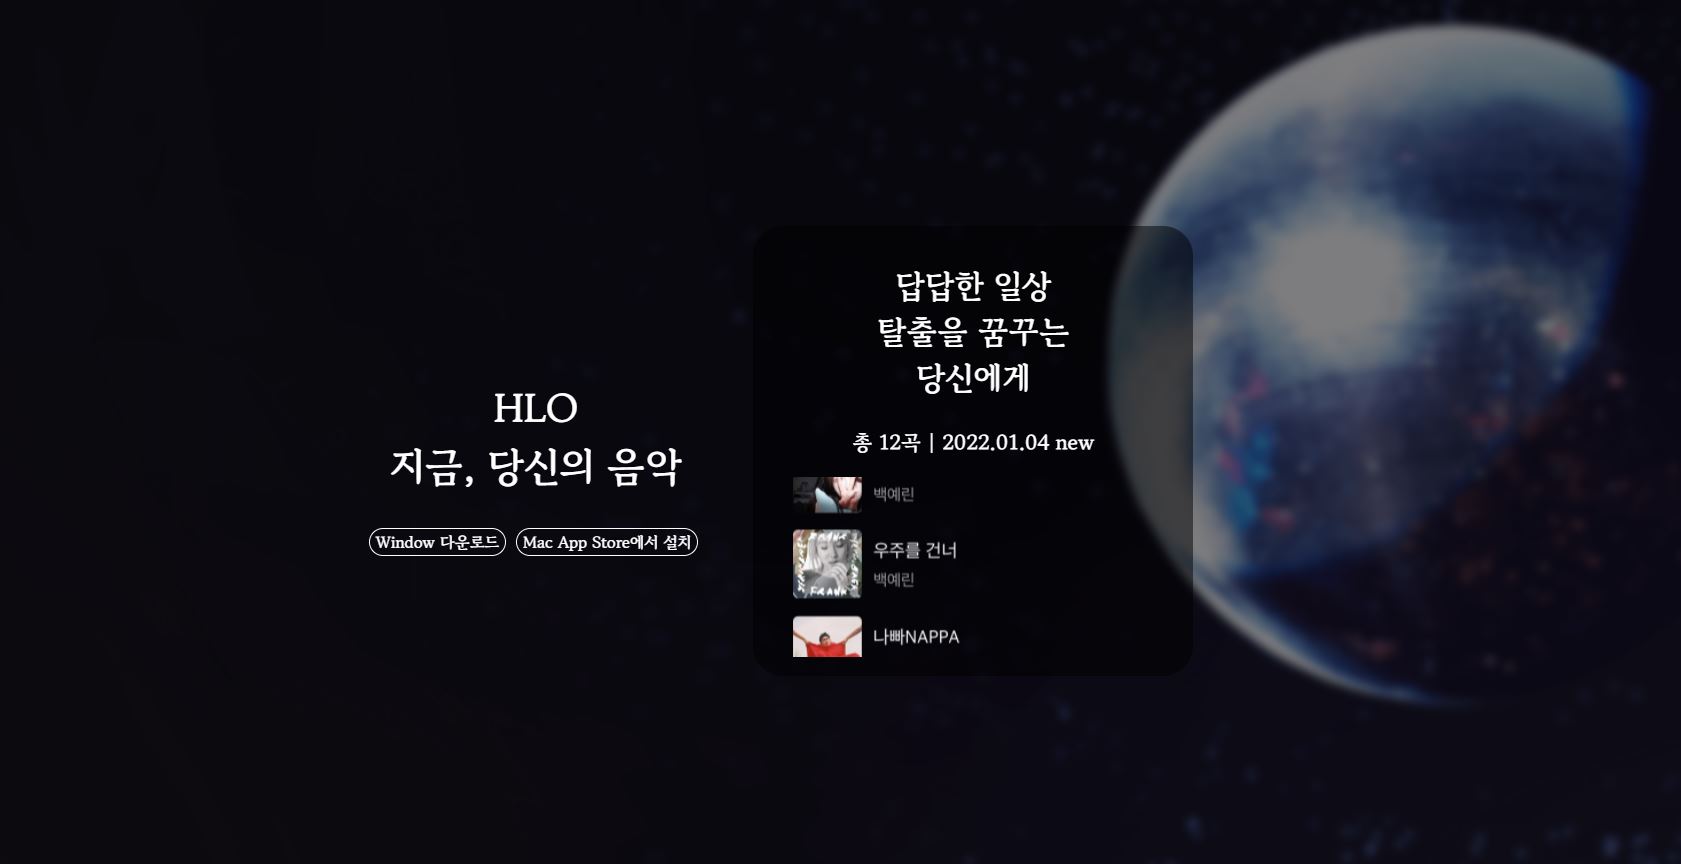 HLO
지금, 당신의 음악
Window 다운로드
Mac App Store에서 설치
답답한 일상
탈출을 꿈꾸는
당신에게
총 12곡 | 2022.01.04 new
백예린
우주를 건너
백예린
FRANK
FRANK
나빠NAPPA